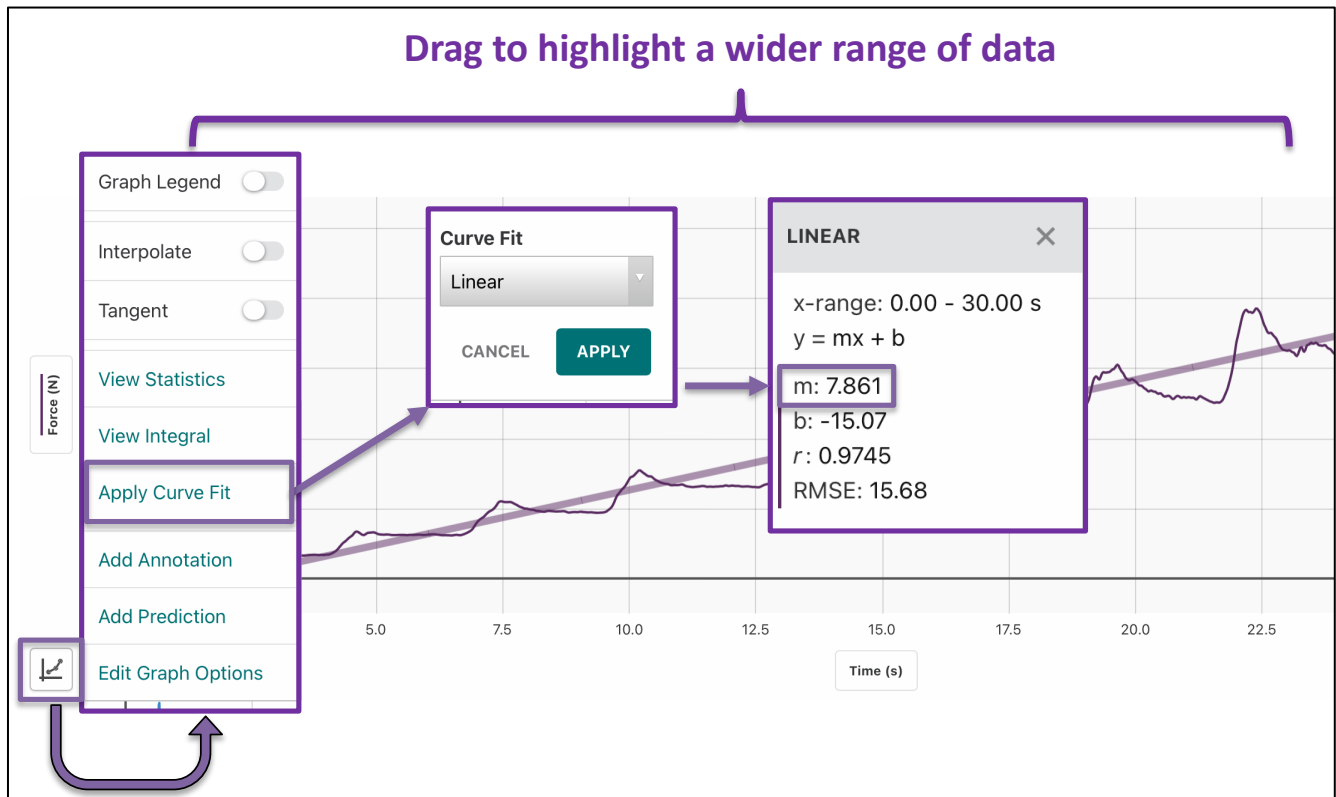 Drag to highlight a wider range of data
Graph Legend
Interpolate
Tangent
View Statistics
View Integral
Apply Curve Fit
Add Annotation
Add Prediction
Edit Graph Options
Curve Fit
Linear
CANCEL APPLY
LINEAR
x-range: 0.00 - 30.00 s
y = mx + b
m: 7.861
b: -15.07
r: 0.9745
RMSE: 15.68
Force (N)
5.0 7.5 10.0 12.5 15.0 17.5 20.0 22.5
Time (s)